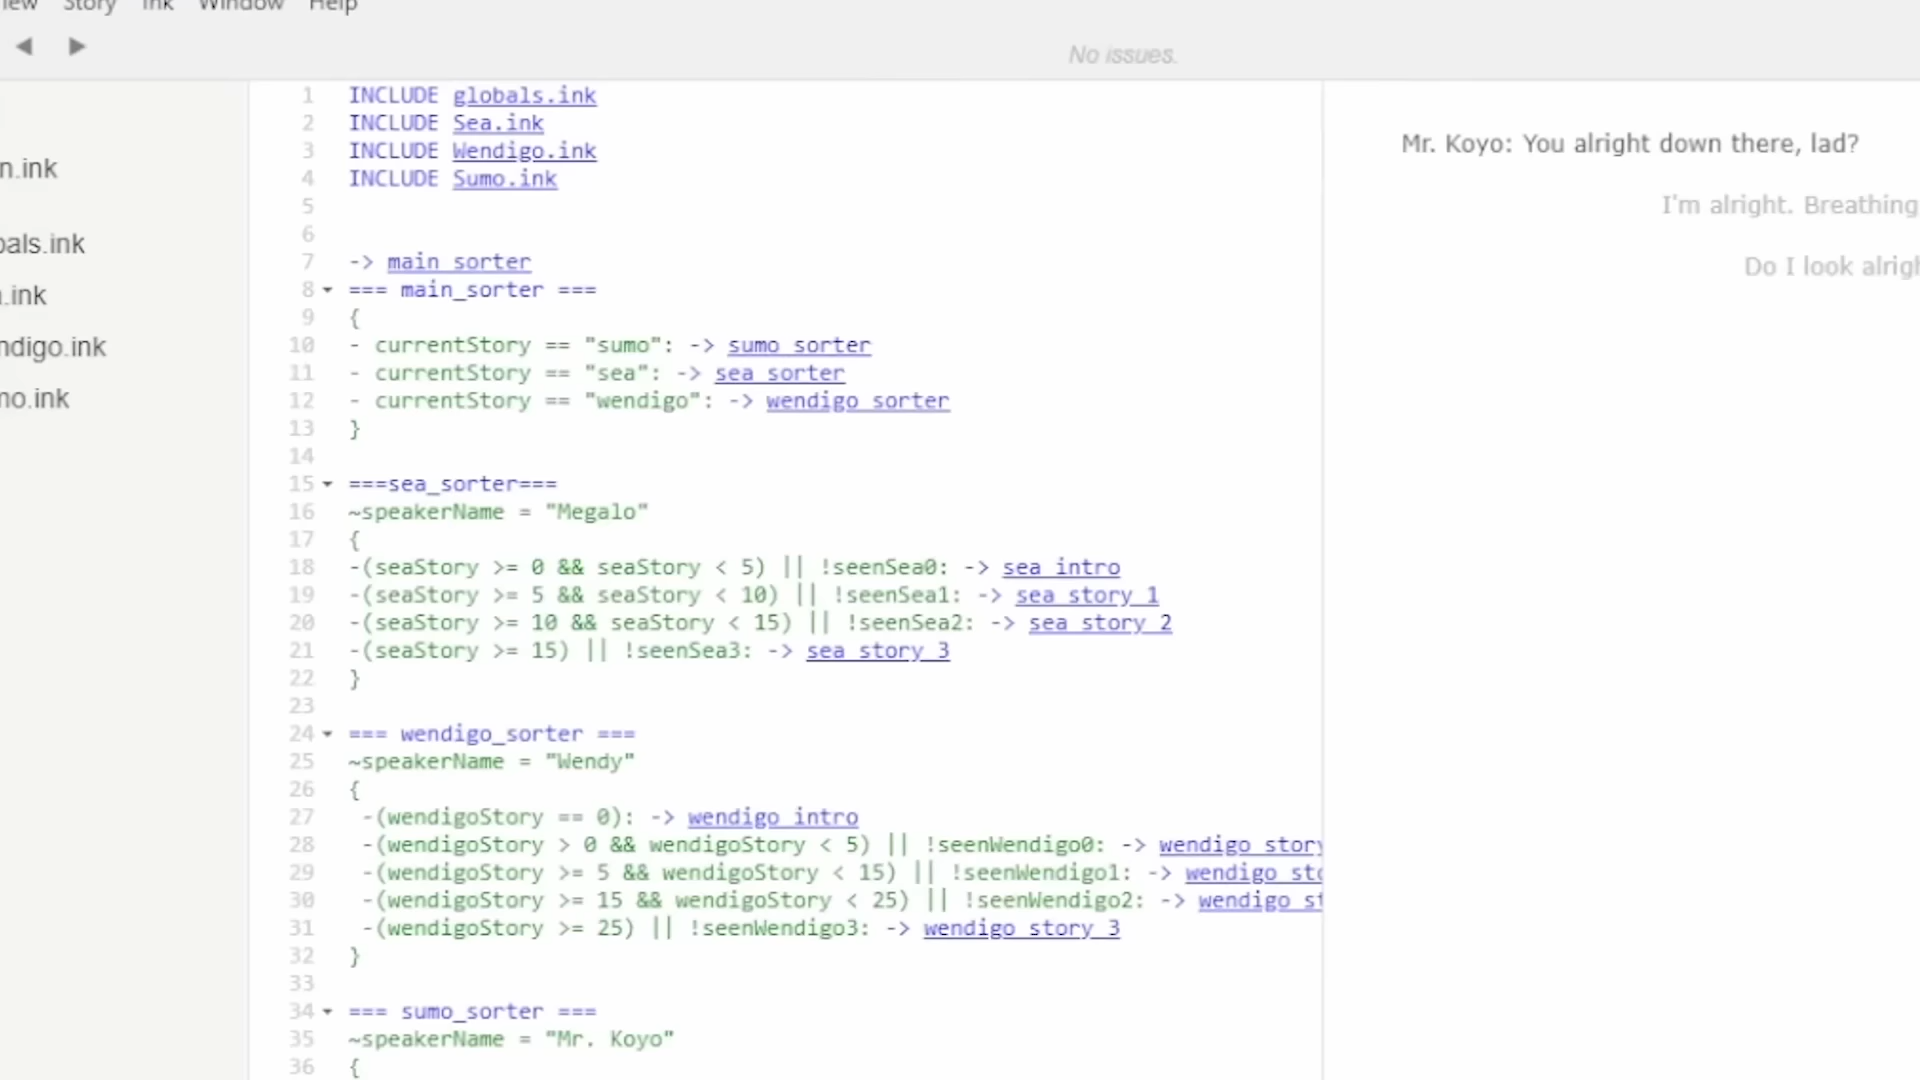 Story Ink Window Help
No issues.
n.ink
bals.ink
.ink
ndigo.ink
mo.ink
1 INCLUDE globals.ink
2 INCLUDE Sea.ink
3 INCLUDE Wendigo.ink
4 INCLUDE Sumo.ink
5
6
7 -> main_sorter
8 === main_sorter ===
9 {
10 - currentStory == "sumo": -> sumo_sorter
11 - currentStory == "sea": -> sea_sorter
12 - currentStory == "wendigo": -> wendigo_sorter
13 }
14
15 ===sea_sorter===
16 ~speakerName = "Megalo"
17 {
18 -(seaStory >= 0 && seaStory < 5) || !seenSea0: -> sea_intro
19 -(seaStory >= 5 && seaStory < 10) || !seenSea1: -> sea_story_1
20 -(seaStory >= 10 && seaStory < 15) || !seenSea2: -> sea_story_2
21 -(seaStory >= 15) || !seenSea3: -> sea_story_3
22 }
23
24 === wendigo_sorter ===
25 ~speakerName = "Wendy"
26 {
27 -(wendigoStory == 0): -> wendigo_intro
28 -(wendigoStory > 0 && wendigoStory < 5) || !seenWendigo0: -> wendigo_story
29 -(wendigoStory >= 5 && wendigoStory < 15) || !seenWendigo1: -> wendigo_sto
30 -(wendigoStory >= 15 && wendigoStory < 25) || !seenWendigo2: -> wendigo_st
31 -(wendigoStory >= 25) || !seenWendigo3: -> wendigo_story_3
32 }
33
34 === sumo_sorter ===
35 ~speakerName = "Mr. Koyo"
36 {
Mr. Koyo: You alright down there, lad?
I'm alright. Breathing
Do I look alrigh